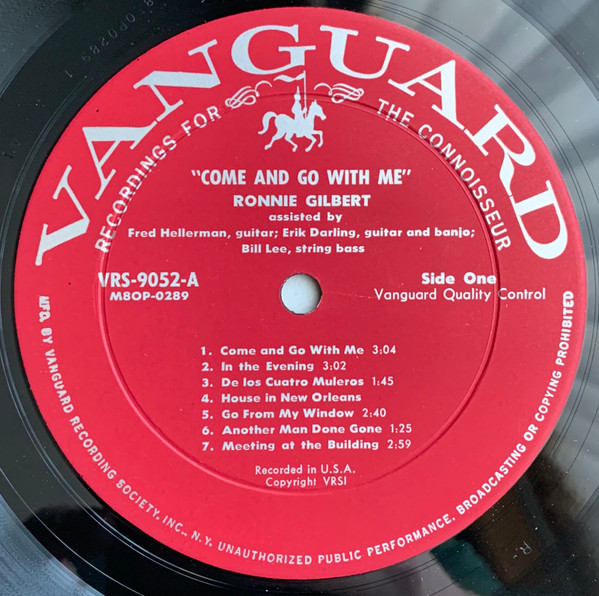 VANGUARD
RECORDINGS FOR THE CONNOISSEUR
"COME AND GO WITH ME"
RONNIE GILBERT
assisted by
Fred Hellerman, guitar; Erik Darling, guitar and banjo;
Bill Lee, string bass
VRS-9052-A
M8OP-0289
Side One
Vanguard Quality Control
1. Come and Go With Me 3:04
2. In the Evening 3:02
3. De los Cuatro Muleros 1:45
4. House in New Orleans
5. Go From My Window 2:40
6. Another Man Done Gone 1:25
7. Meeting at the Building 2:59
Recorded in U.S.A.
Copyright VRSI
MFG. BY VANGUARD RECORDING SOCIETY, INC., N.Y. UNAUTHORIZED PUBLIC PERFORMANCE, BROADCASTING OR COPYING PROHIBITED